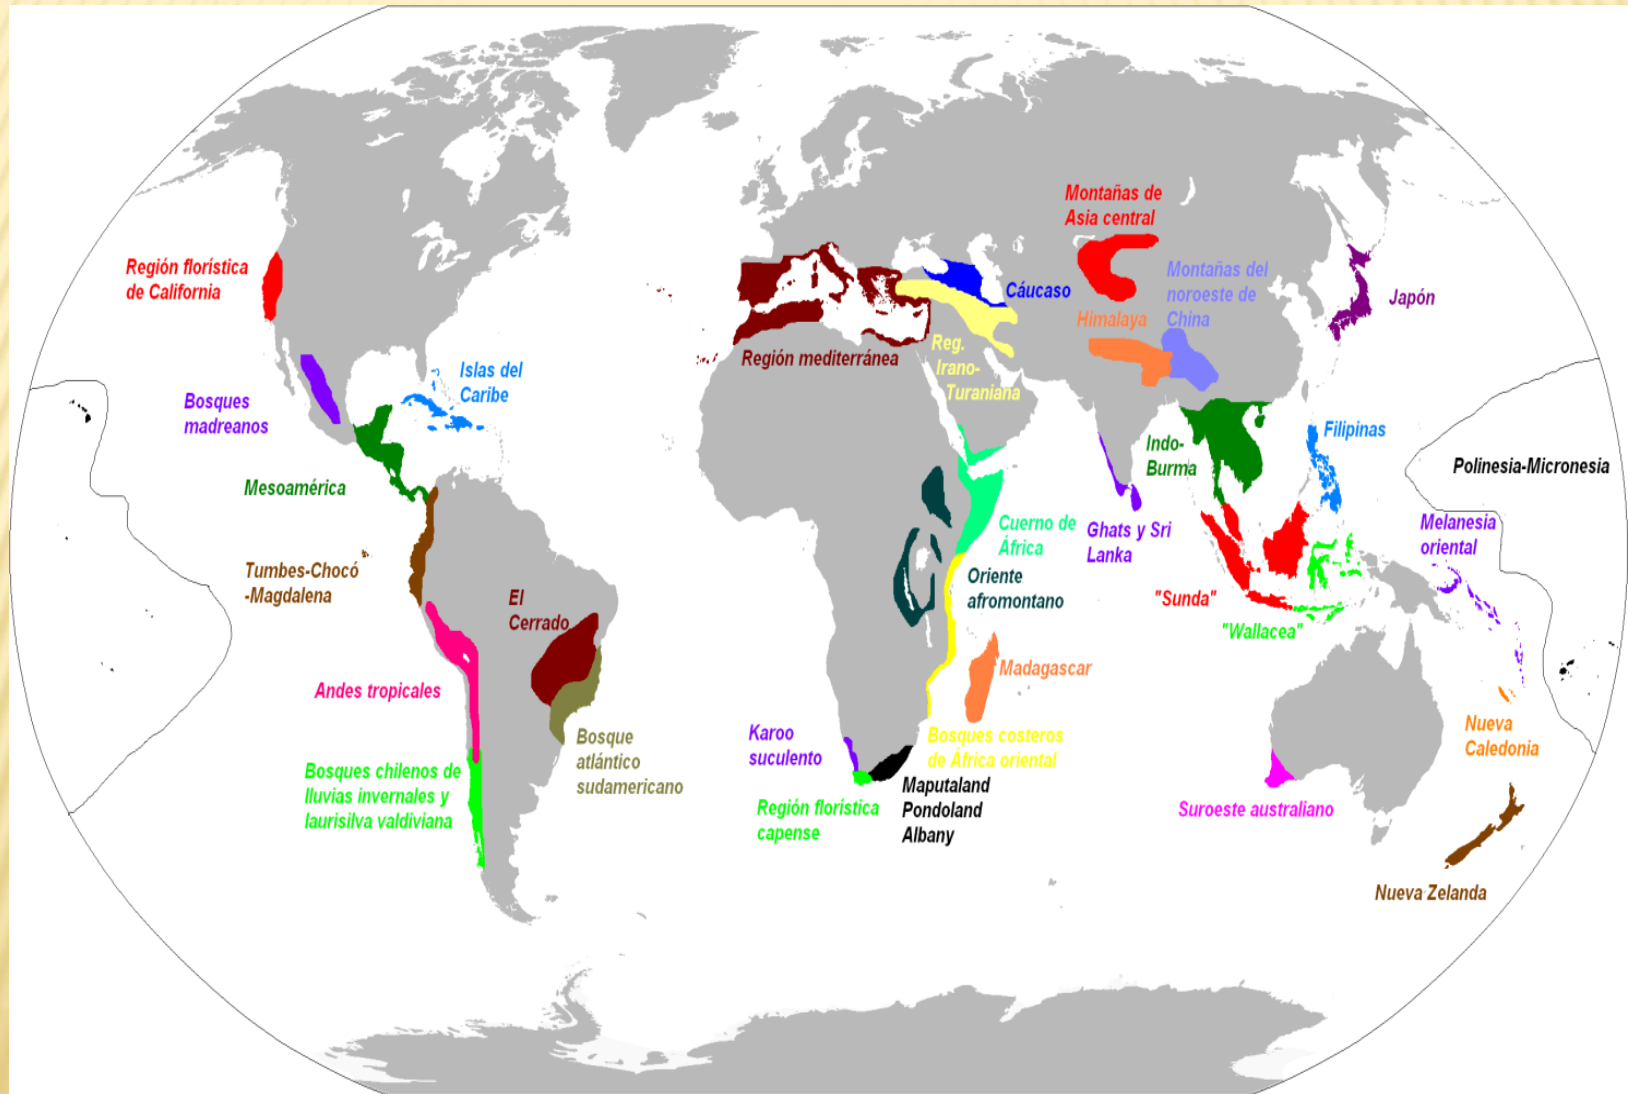 Región florística
de California
Bosques
madreanos
Islas del
Caribe
Mesoamérica
Tumbes-Chocó
-Magdalena
El
Cerrado
Andes tropicales
Bosques chilenos de
lluvias invernales y
laurisilva valdiviana
Bosque
atlántico
sudamericano
Región mediterránea
Cáucaso
Reg.
Irano-
Turaniana
Montañas de
Asia central
Montañas del
noroeste de
China
Himalaya
Japón
Indo-
Burma
Filipinas
Polinesia-Micronesia
Ghats y Sri
Lanka
Cuerno de
África
Oriente
afromontano
"Sunda"
"Wallacea"
Melanesia
oriental
Madagascar
Karoo
suculento
Bosques costeros
de África oriental
Región florística
capense
Maputaland
Pondoland
Albany
Suroeste australiano
Nueva
Caledonia
Nueva Zelanda